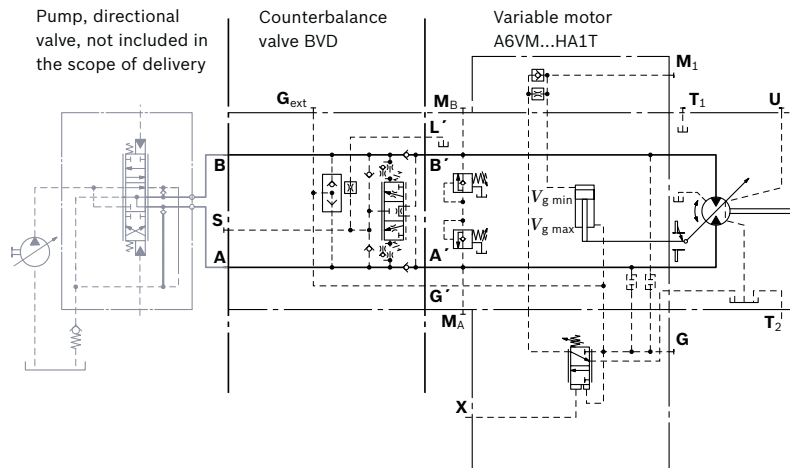 Pump, directional
valve, not included in
the scope of delivery
Counterbalance
valve BVD
Variable motor
A6VM...HA1T
M1
Gext
MB
T1
U
L´
B
B´
Vg min
S
Vg max
A
A´
G´
MA
T2
G
X